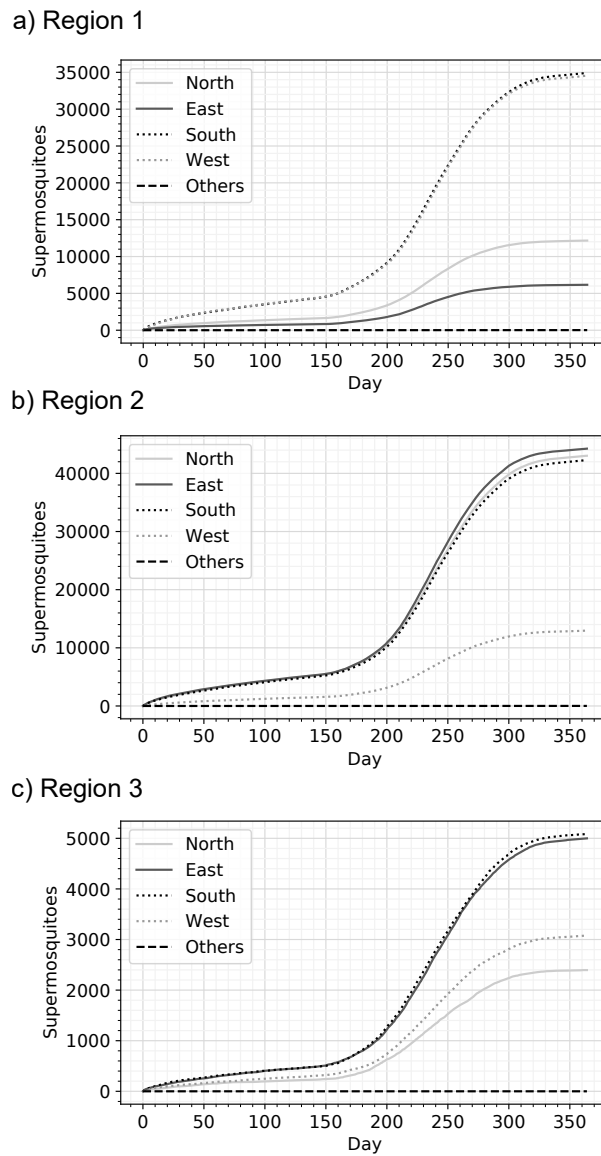 a) Region 1
35000
30000
25000
20000
15000
10000
5000
0
Supermosquitoes
North
East
South
West
Others
0 50 100 150 200 250 300 350
Day
b) Region 2
40000
30000
20000
10000
0
Supermosquitoes
North
East
South
West
Others
0 50 100 150 200 250 300 350
Day
c) Region 3
5000
4000
3000
2000
1000
0
Supermosquitoes
North
East
South
West
Others
0 50 100 150 200 250 300 350
Day